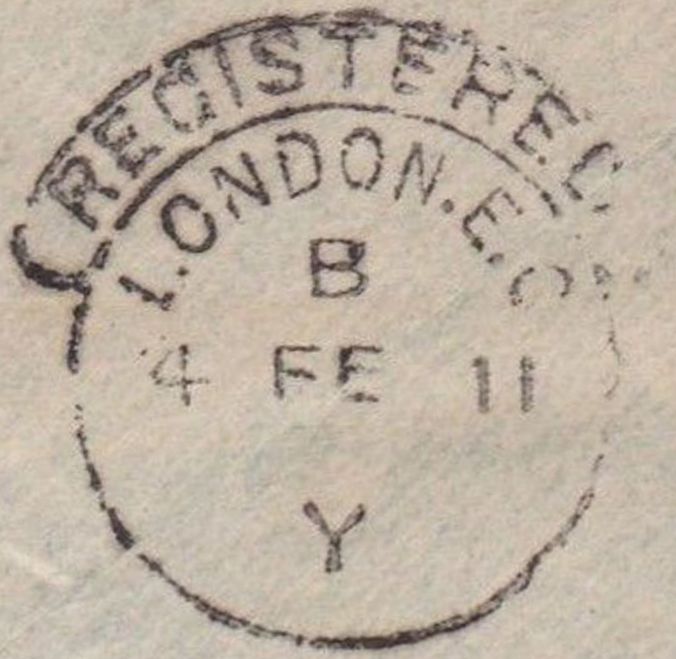 REGISTERED
LONDON.E.C
B
4 FE 11
Y